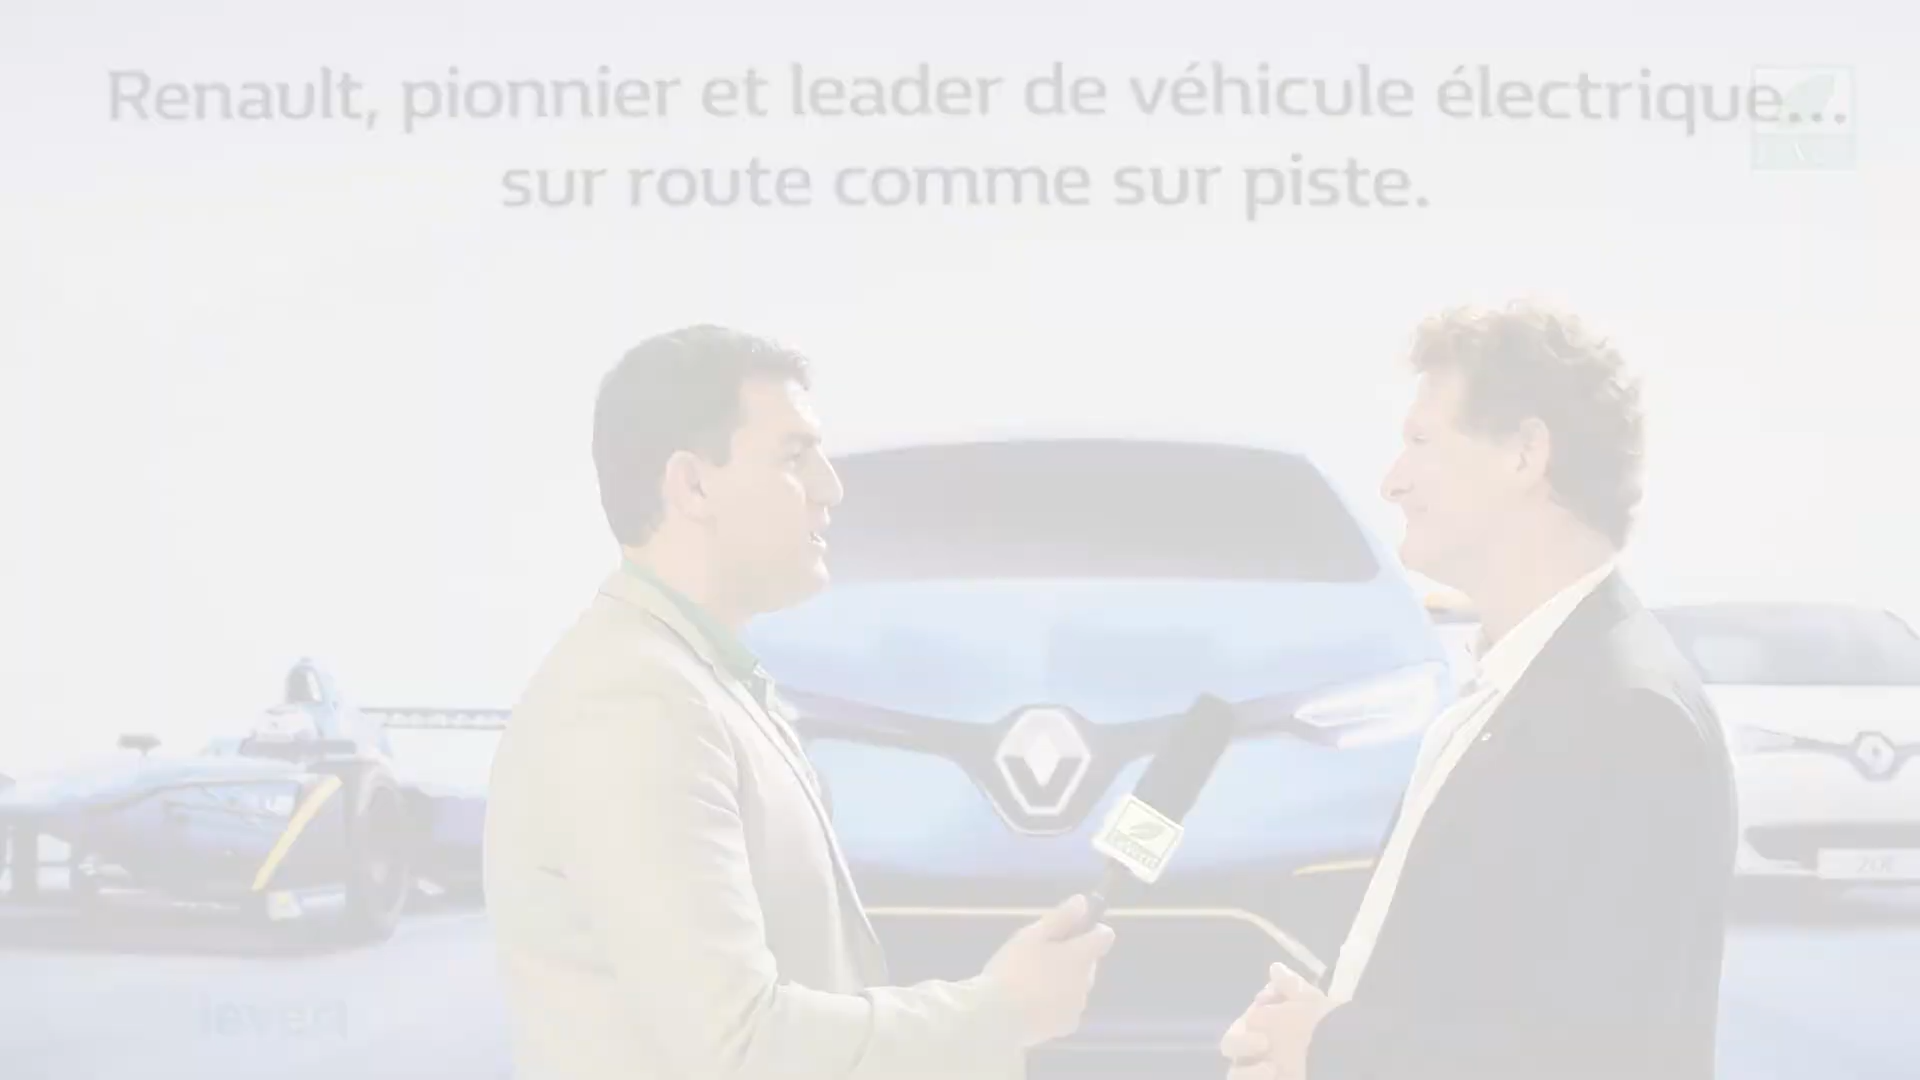 Renault, pionnier et leader de véhicule électrique...
sur route comme sur piste.